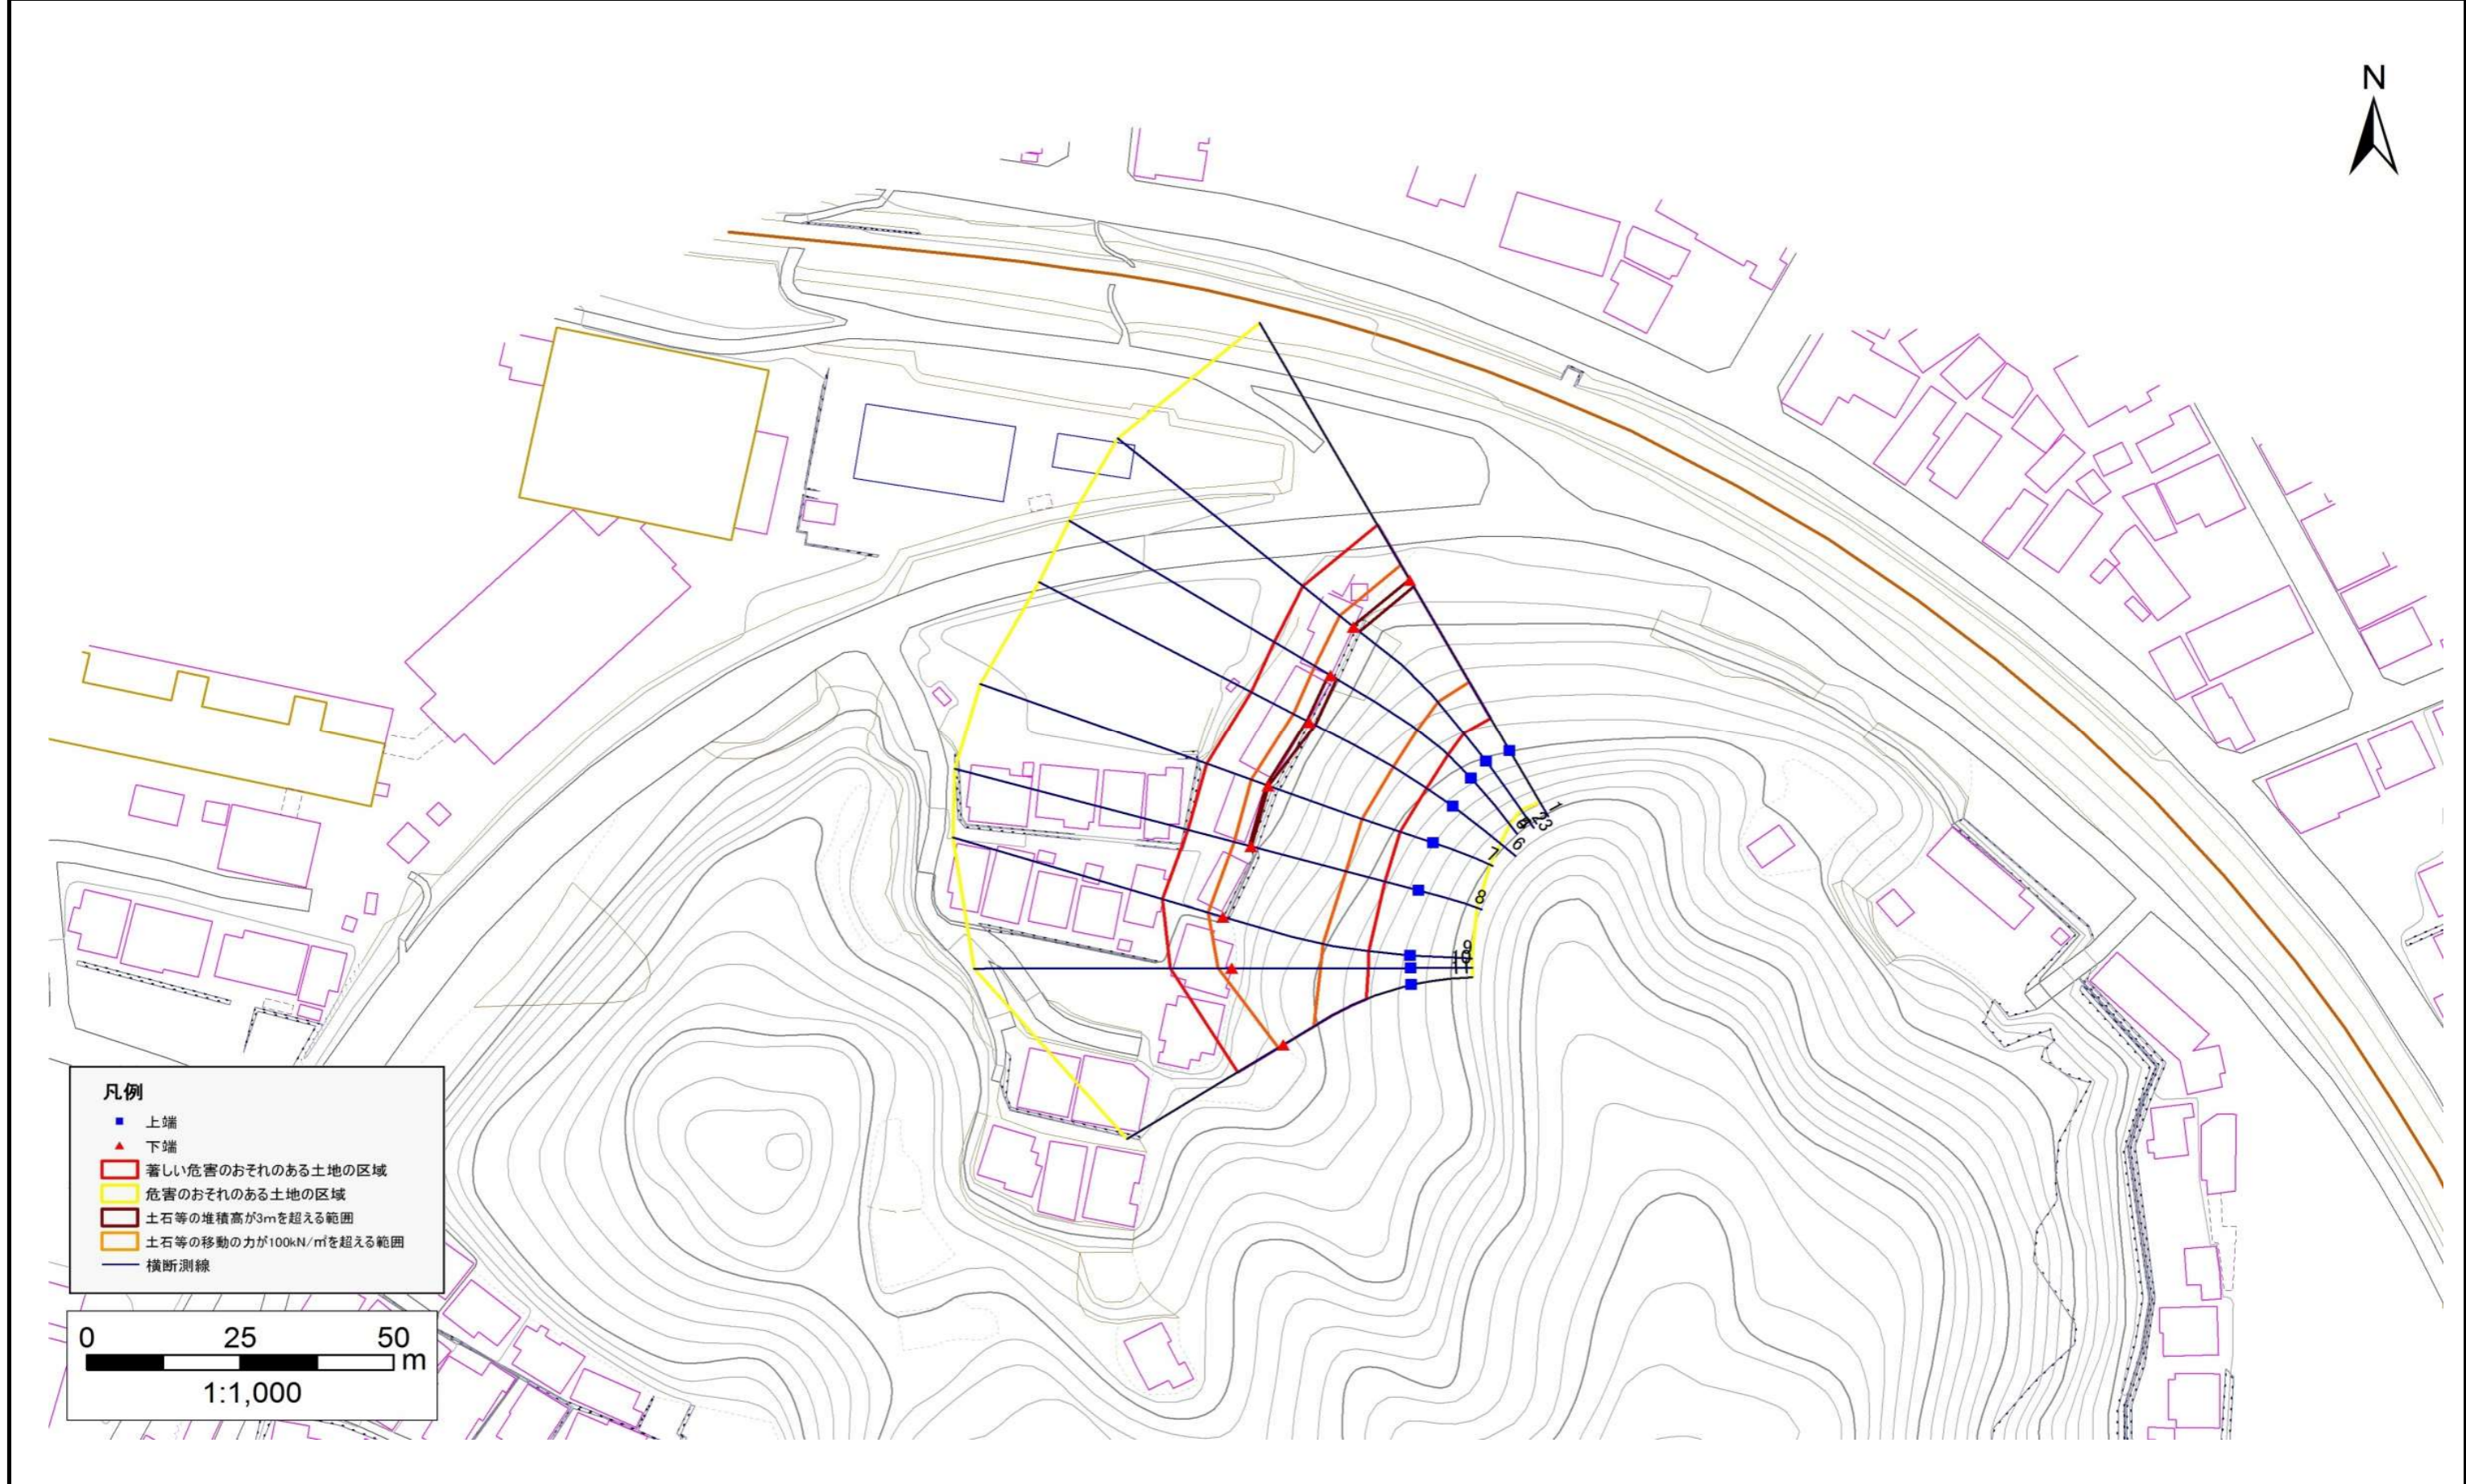 N
1
2
3
6
7
8
9
凡例
上端
下端
著しい危害のおそれのある土地の区域
危害のおそれのある土地の区域
土石等の堆積高が3mを超える範囲
土石等の移動の力が100kN/㎡を超える範囲
横断測線
0 25 50
m
1:1,000